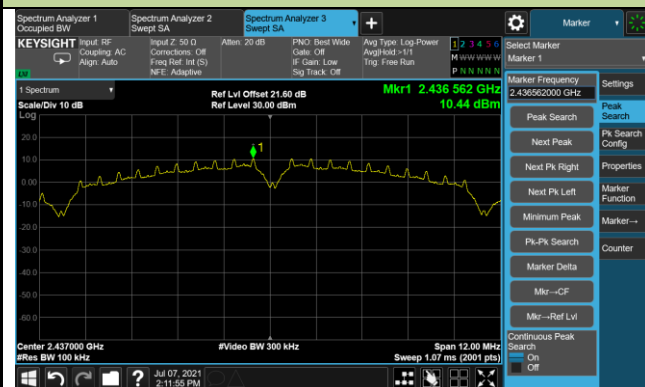 Spectrum Analyzer 1
Occupied BW
Spectrum Analyzer 2
Swept SA
Spectrum Analyzer 3
Swept SA
Marker
KEYSIGHT
Input: RF
Coupling: AC
Align: Auto
Input Z: 50 Ω
Corrections: Off
Freq Ref: Int (S)
NFE: Adaptive
Atten: 20 dB
PNO: Best Wide
Gate: Off
IF Gain: Low
Sig Track: Off
Avg Type: Log-Power
Avg|Hold:>1/1
Trig: Free Run
1 2 3 4 5 6
M W W W W W
P N N N N N
Select Marker
Marker 1
LXI
1 Spectrum
Scale/Div 10 dB
Log
Ref Lvl Offset 21.60 dB
Ref Level 30.00 dBm
Mkr1 2.436 562 GHz
10.44 dBm
1
20.0
10.0
0.00
-10.0
-20.0
-30.0
-40.0
-50.0
-60.0
Center 2.437000 GHz
#Res BW 100 kHz
#Video BW 300 kHz
Span 12.00 MHz
Sweep 1.07 ms (2001 pts)
Marker Frequency
2.436562000 GHz
Peak Search
Next Peak
Next Pk Right
Next Pk Left
Minimum Peak
Pk-Pk Search
Marker Delta
Mkr→CF
Mkr→Ref Lvl
Continuous Peak
Search
On
Off
Settings
Peak
Search
Pk Search
Config
Properties
Marker
Function
Marker→
Counter
?
Jul 07, 2021
2:11:55 PM